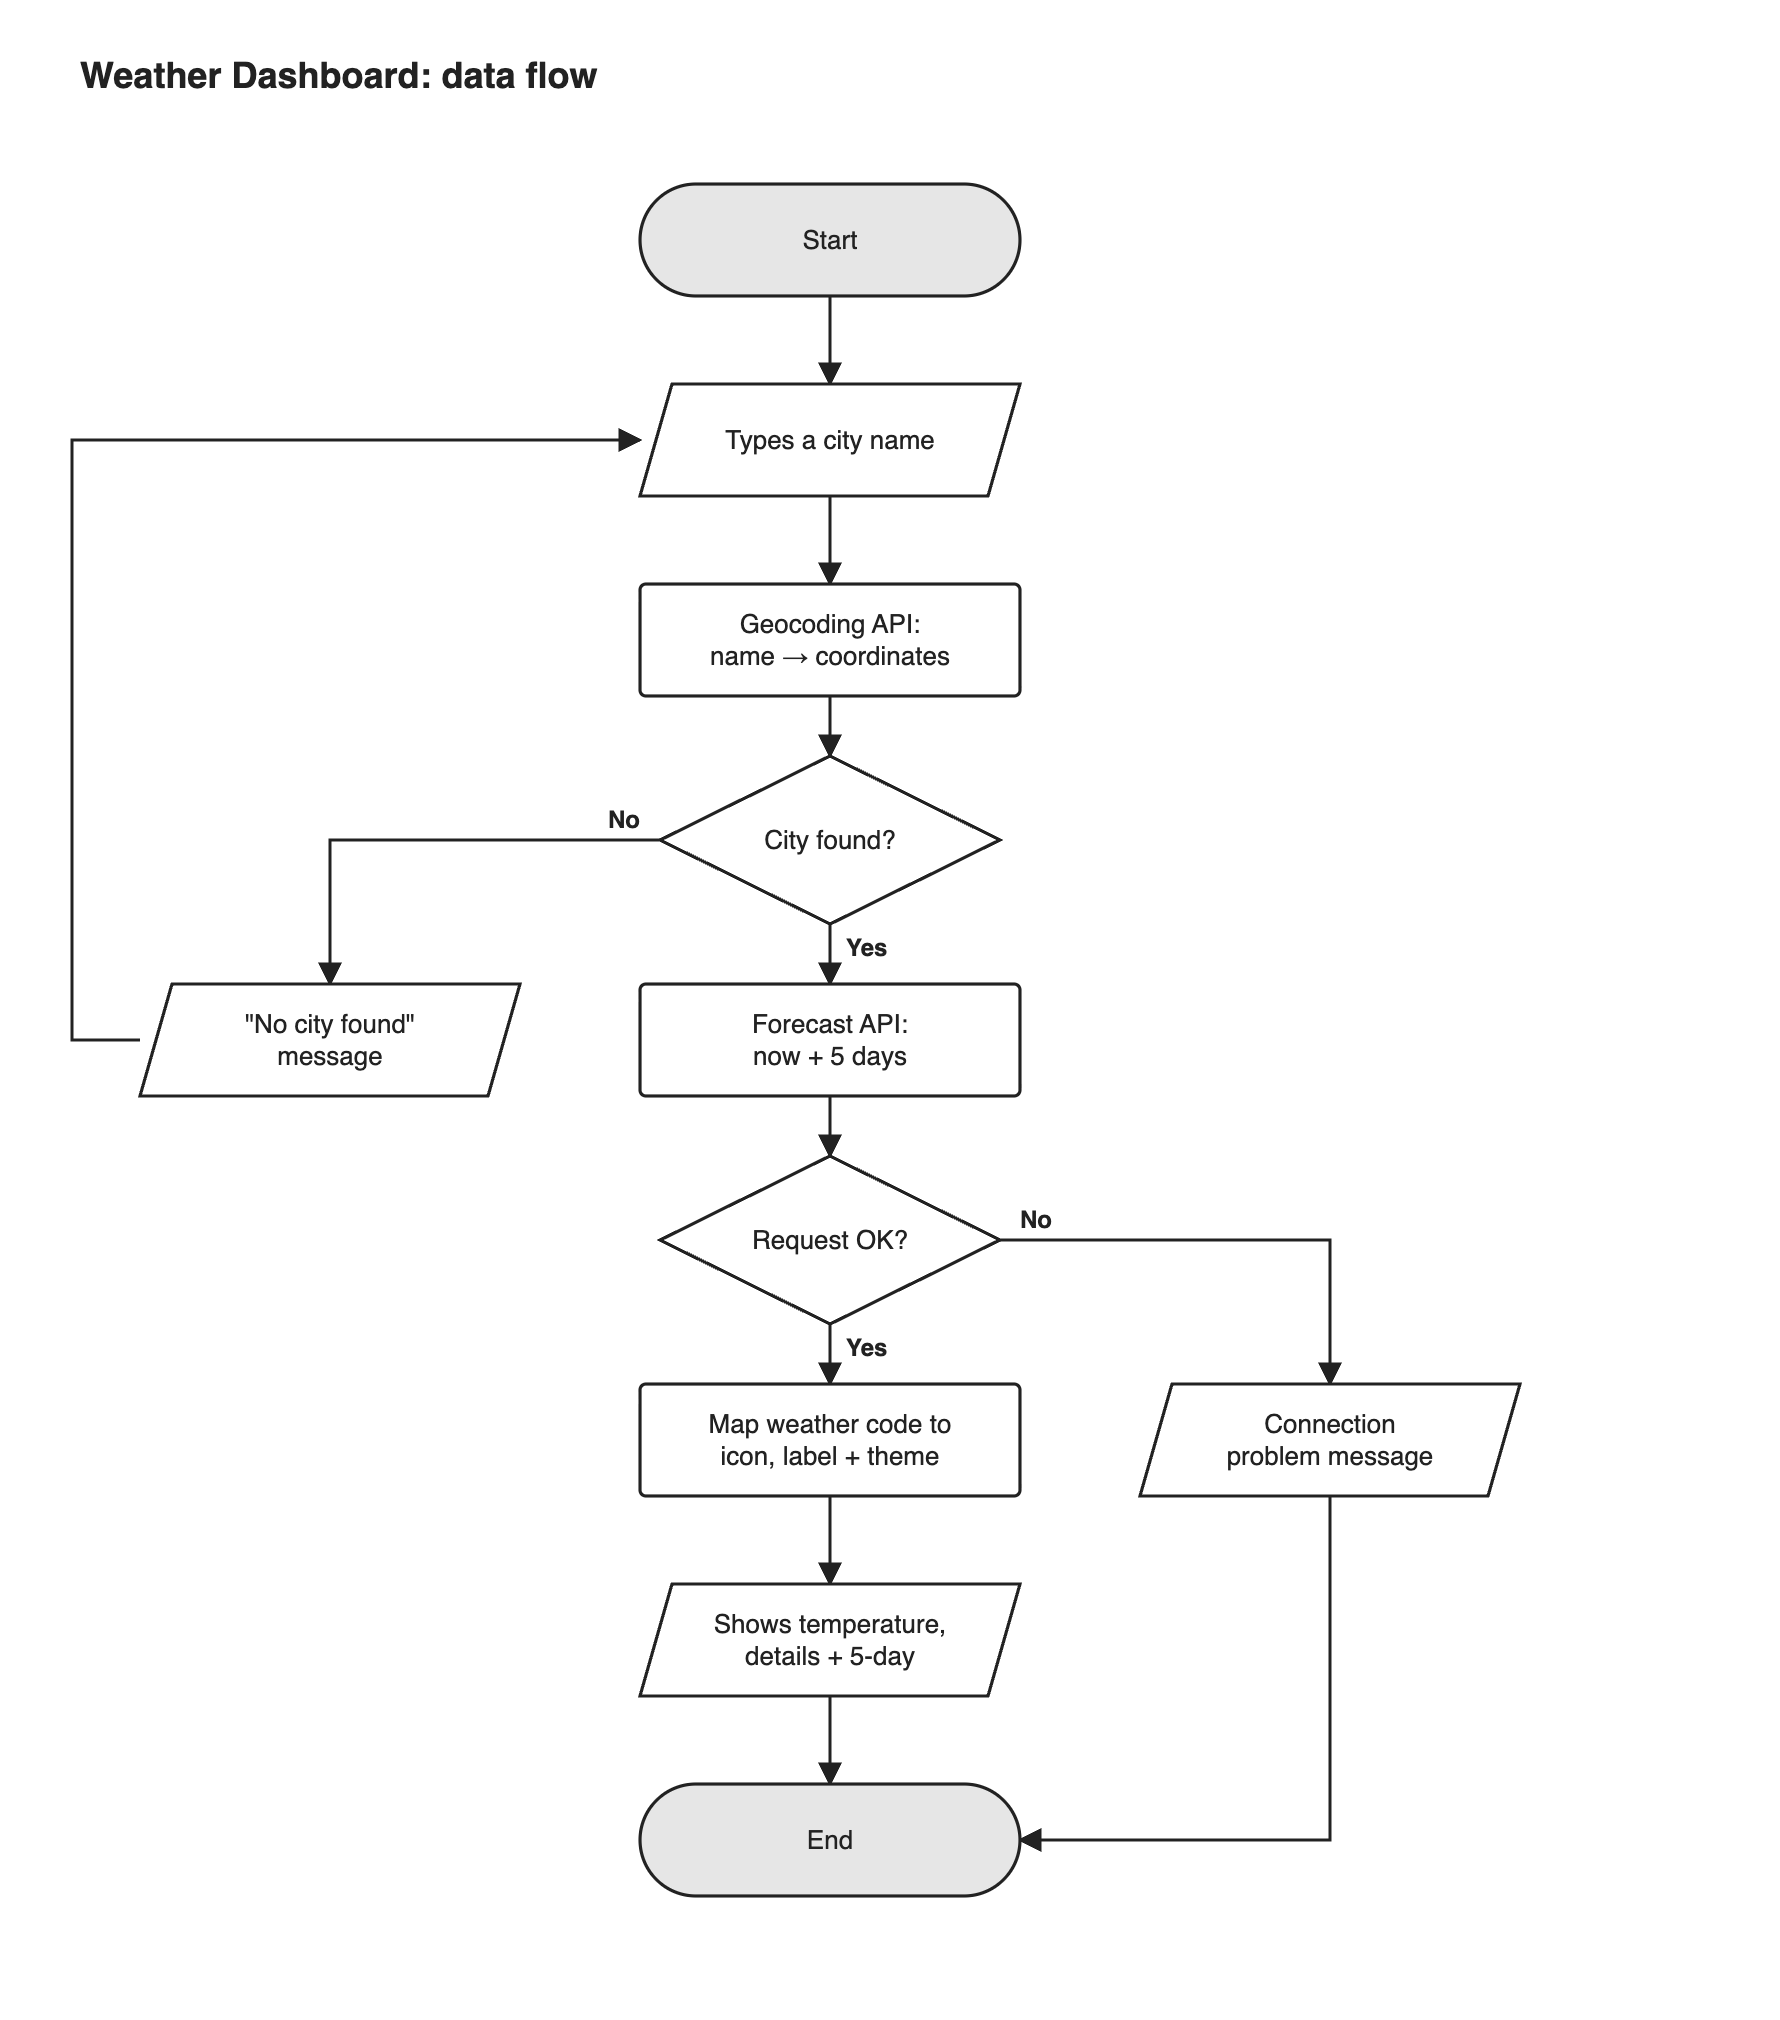 Weather Dashboard: data flow
Start
Types a city name
Geocoding API:
name → coordinates
City found?
No
Yes
"No city found"
message
Forecast API:
now + 5 days
Request OK?
No
Yes
Map weather code to
icon, label + theme
Connection
problem message
Shows temperature,
details + 5-day
End